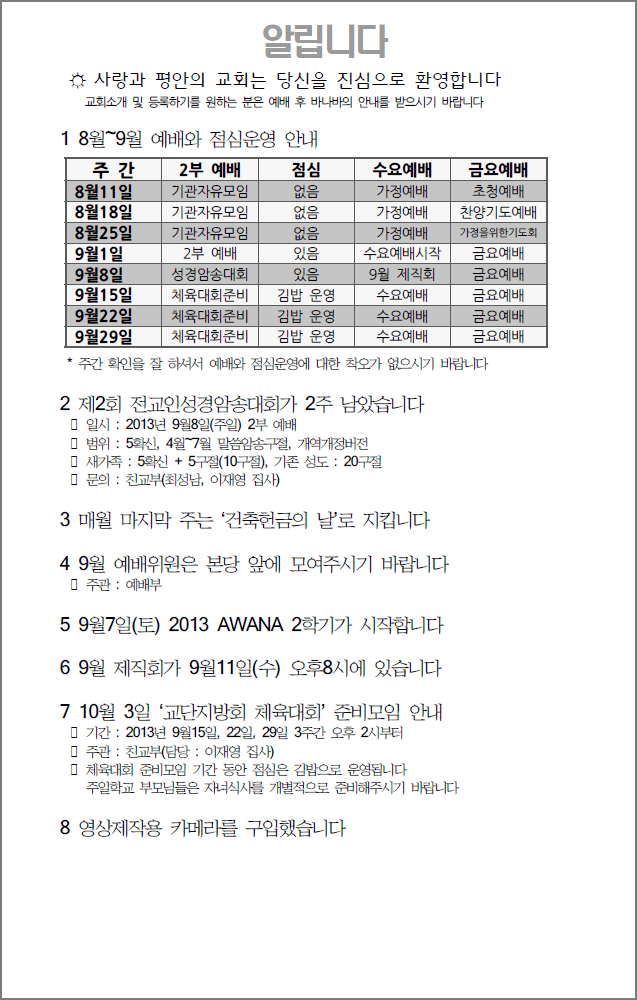 알립니다
☼ 사랑과 평안의 교회는 당신을 진심으로 환영합니다
교회소개 및 등록하기를 원하는 분은 예배 후 바나바의 안내를 받으시기 바랍니다
1 8월~9월 예배와 점심운영 안내
주 간 2부 예배 점심 수요예배 금요예배
8월11일 기관자유모임 없음 가정예배 초청예배
8월18일 기관자유모임 없음 가정예배 찬양기도예배
8월25일 기관자유모임 없음 가정예배 가정을위한기도회
9월1일 2부 예배 있음 수요예배시작 금요예배
9월8일 성경암송대회 있음 9월 제직회 금요예배
9월15일 체육대회준비 김밥 운영 수요예배 금요예배
9월22일 체육대회준비 김밥 운영 수요예배 금요예배
9월29일 체육대회준비 김밥 운영 수요예배 금요예배
* 주간 확인을 잘 하셔서 예배와 점심운영에 대한 착오가 없으시기 바랍니다
2 제2회 전교인성경암송대회가 2주 남았습니다
▯ 일시 : 2013년 9월8일(주일) 2부 예배
▯ 범위 : 5확신, 4월~7월 말씀암송구절, 개역개정버전
▯ 새가족 : 5확신 + 5구절(10구절), 기존 성도 : 20구절
▯ 문의 : 친교부(최성남, 이재영 집사)
3 매월 마지막 주는 ‘건축헌금의 날’로 지킵니다
4 9월 예배위원은 본당 앞에 모여주시기 바랍니다
▯ 주관 : 예배부
5 9월7일(토) 2013 AWANA 2학기가 시작합니다
6 9월 제직회가 9월11일(수) 오후8시에 있습니다
7 10월 3일 ‘교단지방회 체육대회’ 준비모임 안내
▯ 기간 : 2013년 9월15일, 22일, 29일 3주간 오후 2시부터
▯ 주관 : 친교부(담당 : 이재영 집사)
▯ 체육대회 준비모임 기간 동안 점심은 김밥으로 운영됩니다
주일학교 부모님들은 자녀식사를 개별적으로 준비해주시기 바랍니다
8 영상제작용 카메라를 구입했습니다